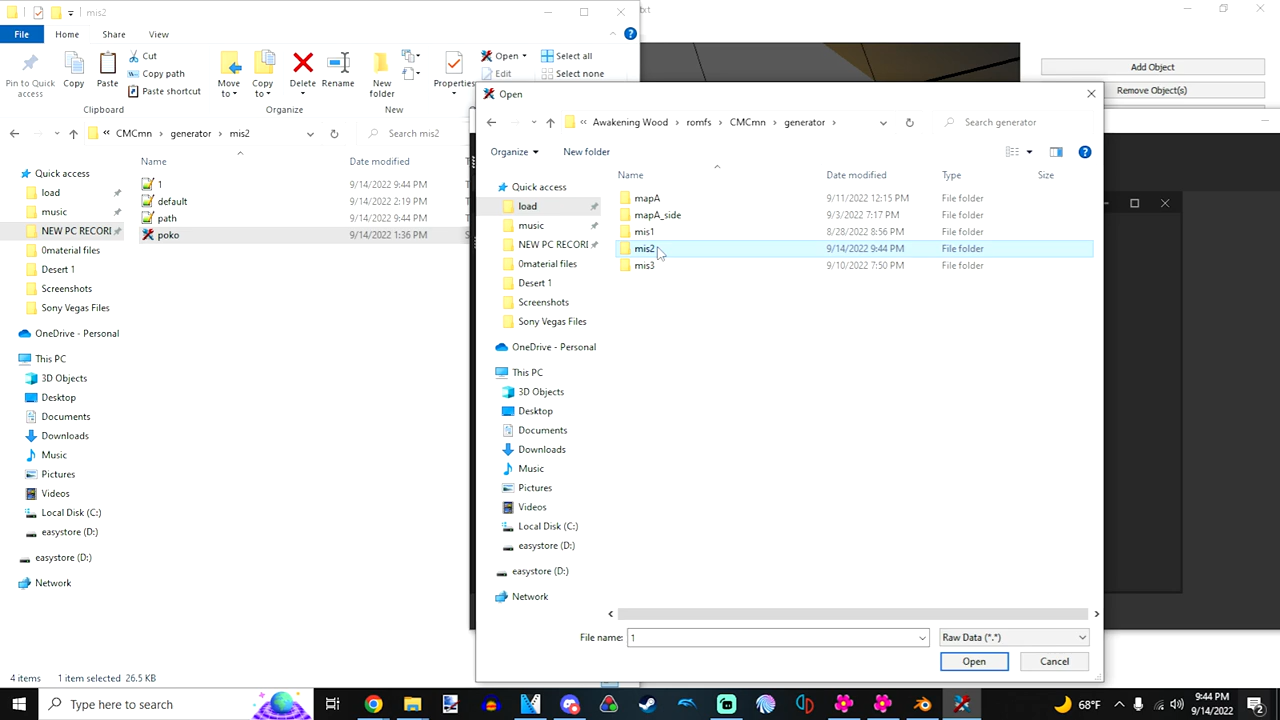 mis2
txt
File Home Share View
Pin to Quick access
Copy
Paste
Cut
Copy path
Paste shortcut
Clipboard
Move to
Copy to
Delete
Rename
Organize
New folder
New
Properties
Open
Edit
Select all
Select none
Add Object
Remove Object(s)
« CMCmn › generator › mis2
Search mis2
Name Date modified
Quick access
load
music
NEW PC RECORI
0material files
Desert 1
Screenshots
Sony Vegas Files
OneDrive - Personal
This PC
3D Objects
Desktop
Documents
Downloads
Music
Pictures
Videos
Local Disk (C:)
easystore (D:)
easystore (D:)
Network
1 9/14/2022 9:44 PM
default 9/14/2022 2:19 PM
path 9/14/2022 9:44 PM
poko 9/14/2022 1:36 PM
4 items 1 item selected 26.5 KB
Open
« Awakening Wood › romfs › CMCmn › generator ›
Search generator
Organize New folder
Name Date modified Type Size
Quick access
load
music
NEW PC RECORI
0material files
Desert 1
Screenshots
Sony Vegas Files
OneDrive - Personal
This PC
3D Objects
Desktop
Documents
Downloads
Music
Pictures
Videos
Local Disk (C:)
easystore (D:)
easystore (D:)
Network
mapA 9/11/2022 12:15 PM File folder
mapA_side 9/3/2022 7:17 PM File folder
mis1 8/28/2022 8:56 PM File folder
mis2 9/14/2022 9:44 PM File folder
mis3 9/10/2022 7:50 PM File folder
File name: 1
Raw Data (*.*)
Open Cancel
Type here to search
68°F
9:44 PM
9/14/2022